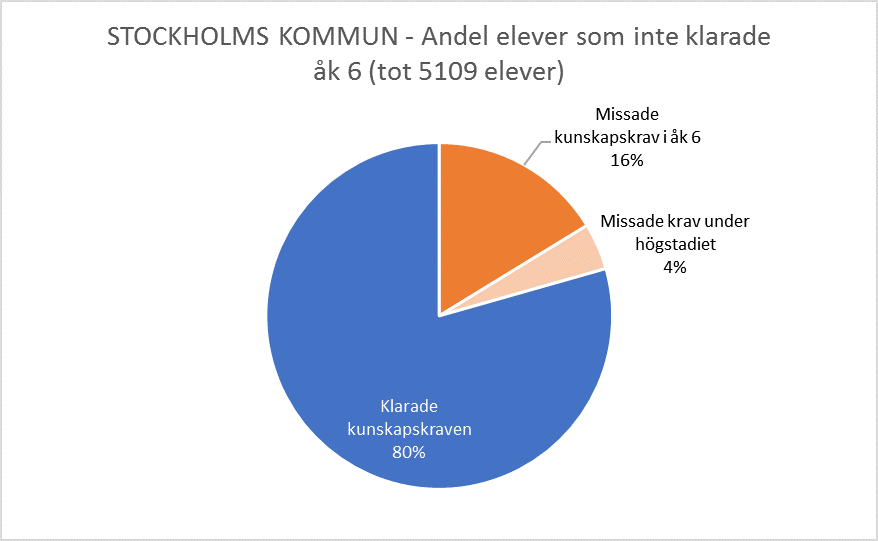 STOCKHOLMS KOMMUN - Andel elever som inte klarade
åk 6 (tot 5109 elever)
Missade
kunskapskrav i åk 6
16%
Missade krav under
högstadiet
4%
Klarade
kunskapskraven
80%